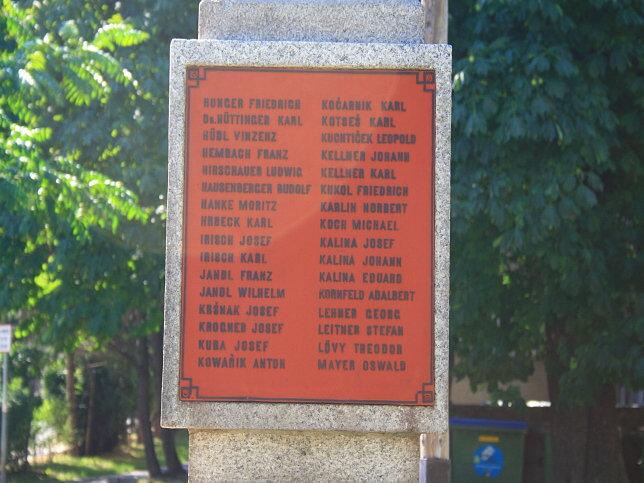 HUNGER FRIEDRICH
Dr. HÜTTINGER KARL
HÖDL VINZENZ
HEMBACH FRANZ
HIRSCHAUER LUDWIG
HAUSENBERGER RUDOLF
HANKE MORITZ
HRBECK KARL
IRISCH JOSEF
IRISCH KARL
JANDL FRANZ
JANDL WILHELM
KRŠNAK JOSEF
KROGNER JOSEF
KUBA JOSEF
KOWAŘIK ANTON
KOČARNIK KARL
KOTSEŠ KARL
KUCHTIČEK LEOPOLD
KELLNER JOHANN
KELLNER KARL
KUKOL FRIEDRICH
KARLIN NORBERT
KOCH MICHAEL
KALINA JOSEF
KALINA JOHANN
KALINA EDUARD
KORNFELD ADALBERT
LEHNER GEORG
LEITNER STEFAN
LÖVY THEODOR
MAYER OSWALD